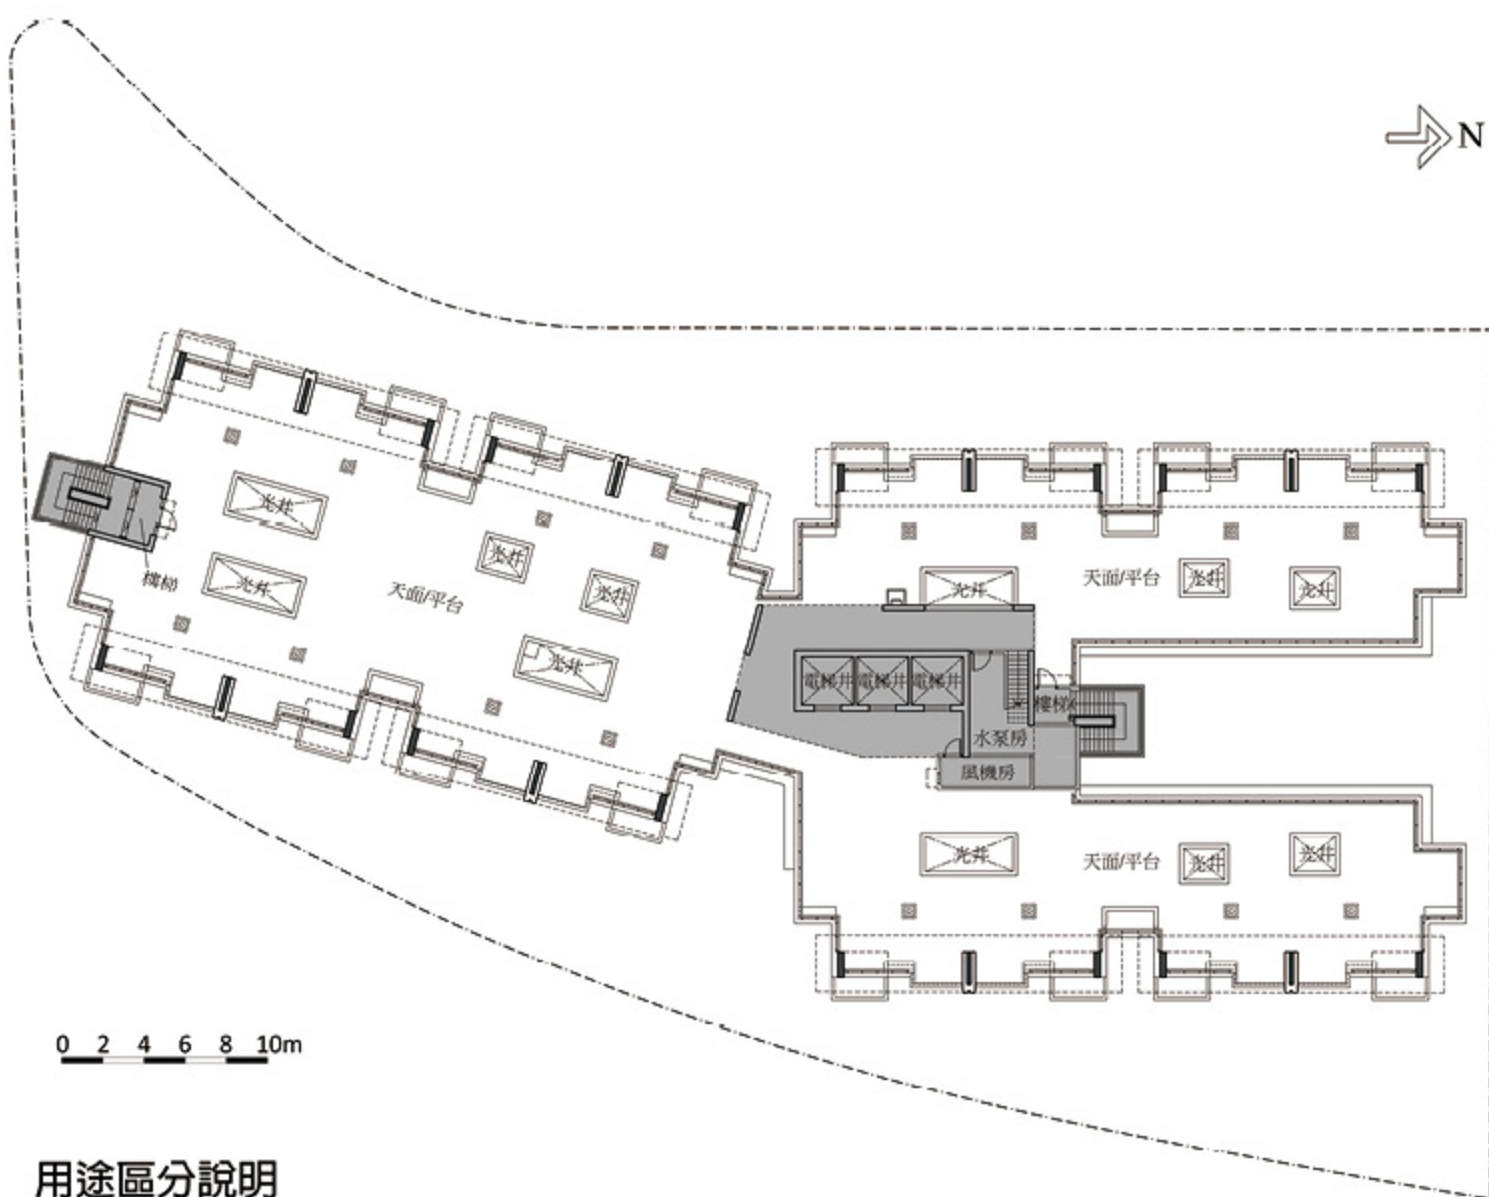 N
光井
光井
樓梯
天面/平台
光井
光井
光井
光井
天面/平台
光井
光井
電梯井
電梯井
電梯井
樓梯
水泵房
風機房
光井
天面/平台
光井
光井
0 2 4 6 8 10m
用途區分說明